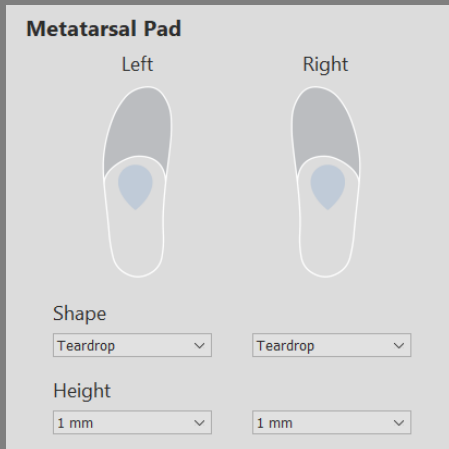 Metatarsal Pad
Left Right
Shape
Teardrop Teardrop
Height
1 mm 1 mm